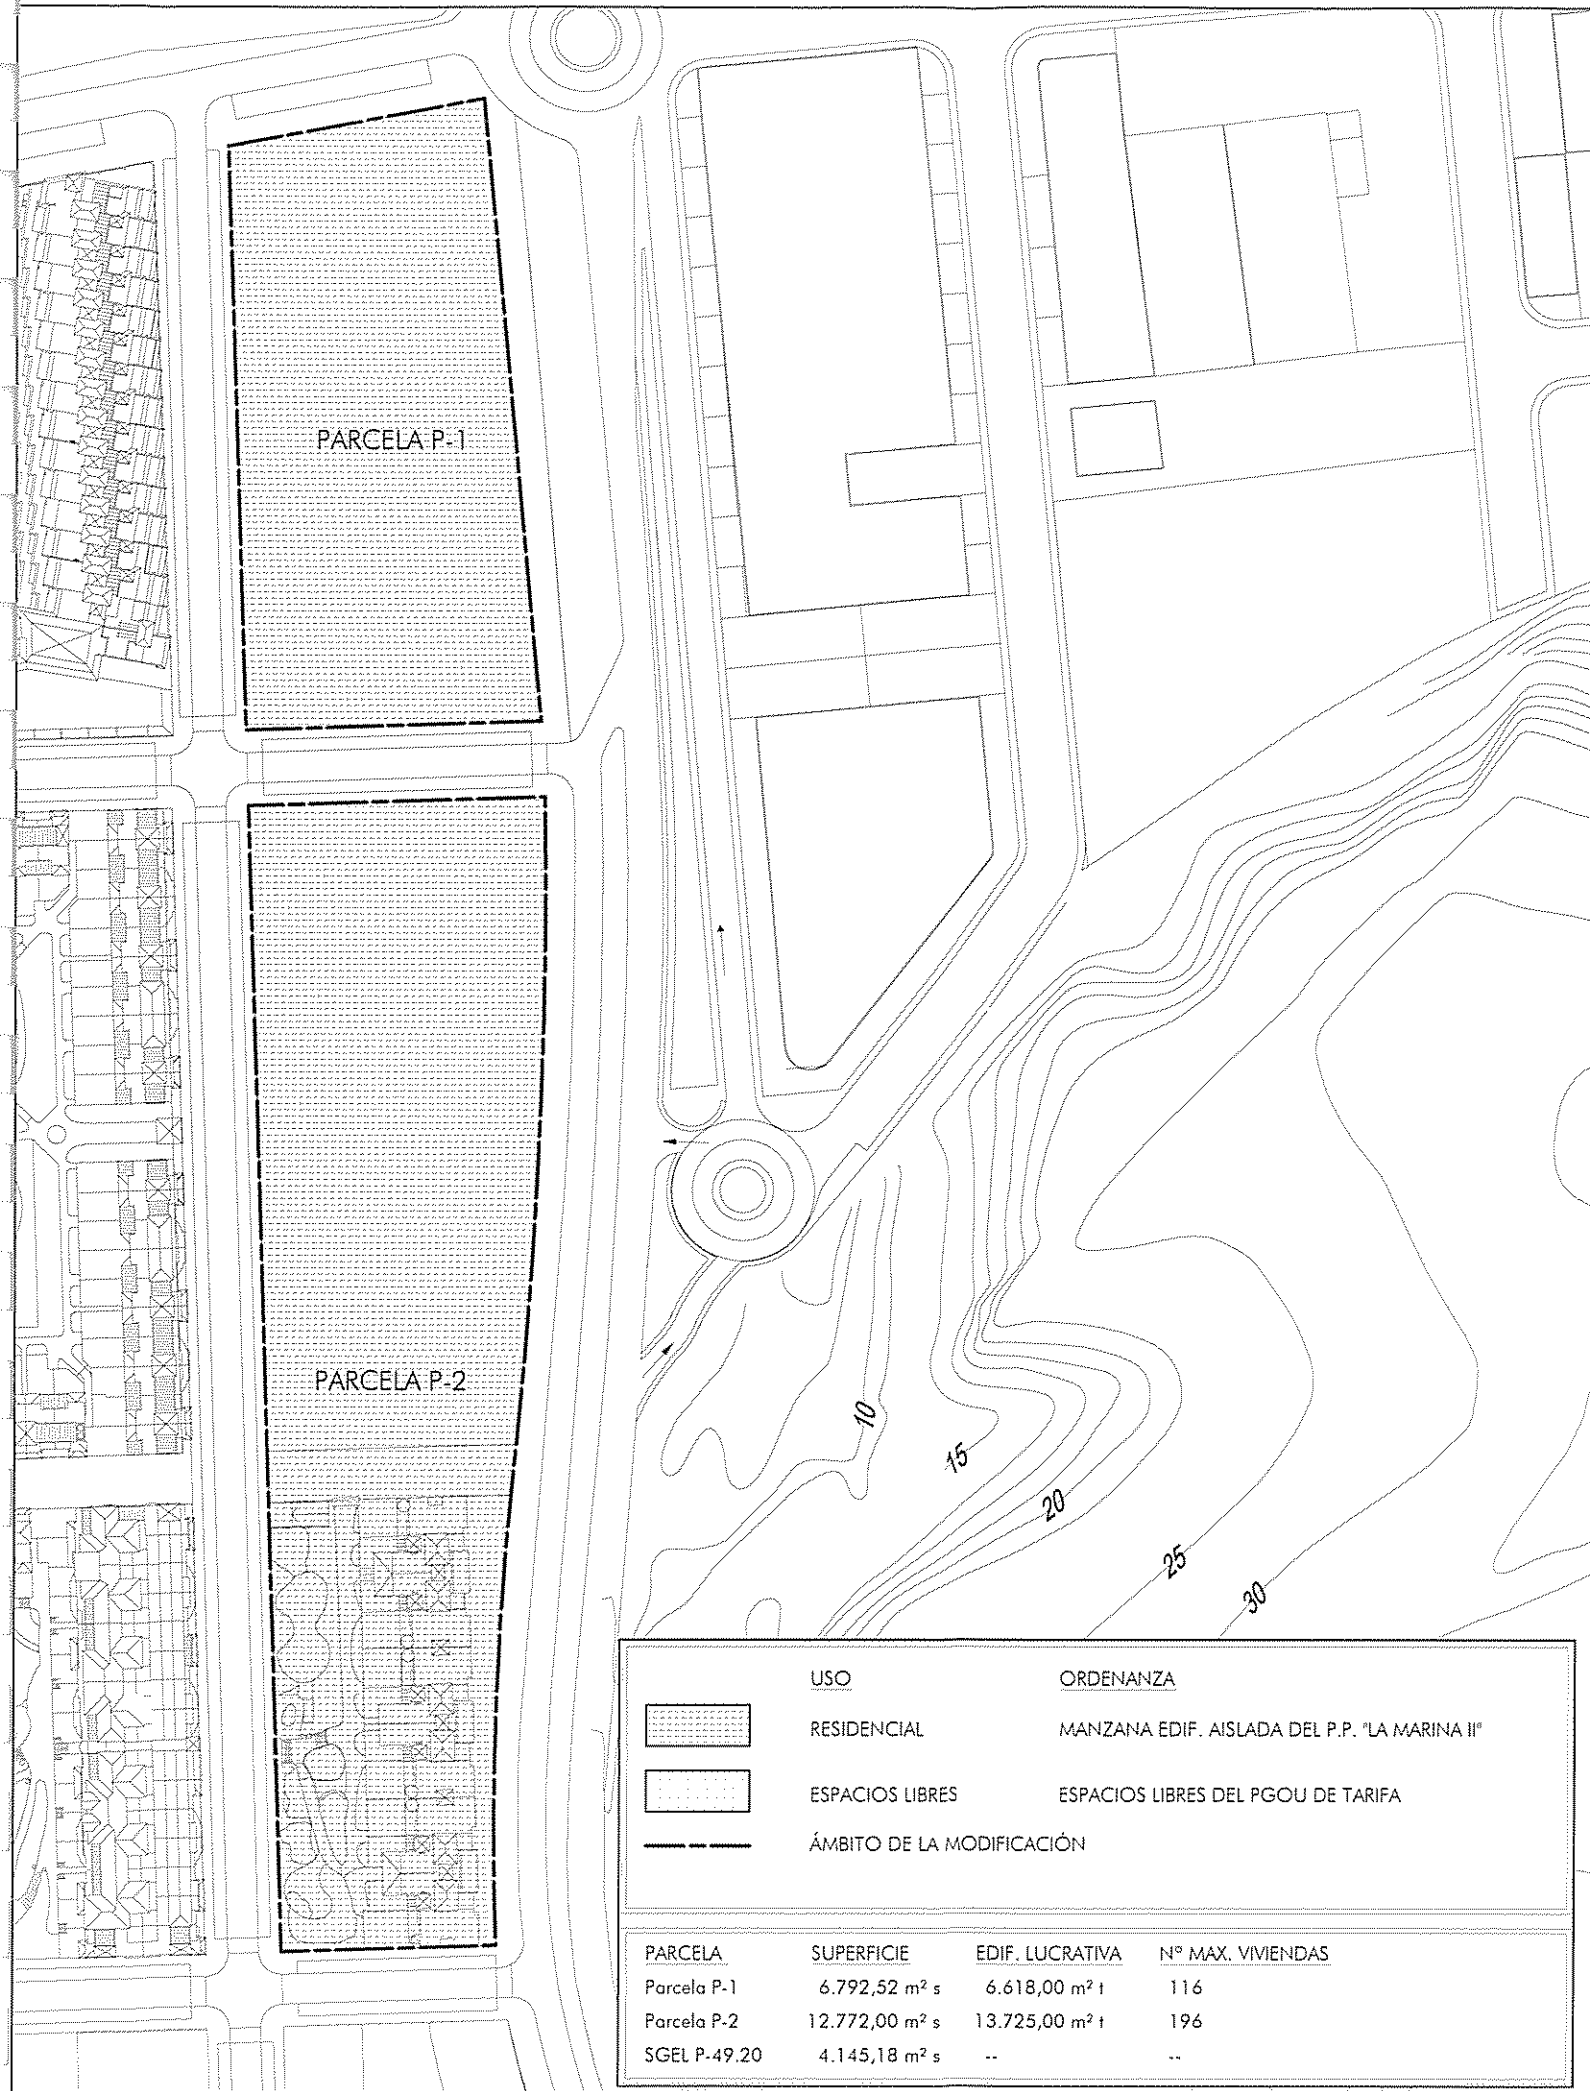 PARCELA P-1
PARCELA P-2
10
15
20
25
30
USO ORDENANZA
RESIDENCIAL MANZANA EDIF. AISLADA DEL P.P. "LA MARINA II"
ESPACIOS LIBRES ESPACIOS LIBRES DEL PGOU DE TARIFA
ÁMBITO DE LA MODIFICACIÓN
PARCELA SUPERFICIE EDIF. LUCRATIVA Nº MAX. VIVIENDAS
Parcela P-1 6.792,52 m² s 6.618,00 m² t 116
Parcela P-2 12.772,00 m² s 13.725,00 m² t 196
SGEL P-49.20 4.145,18 m² s -- --